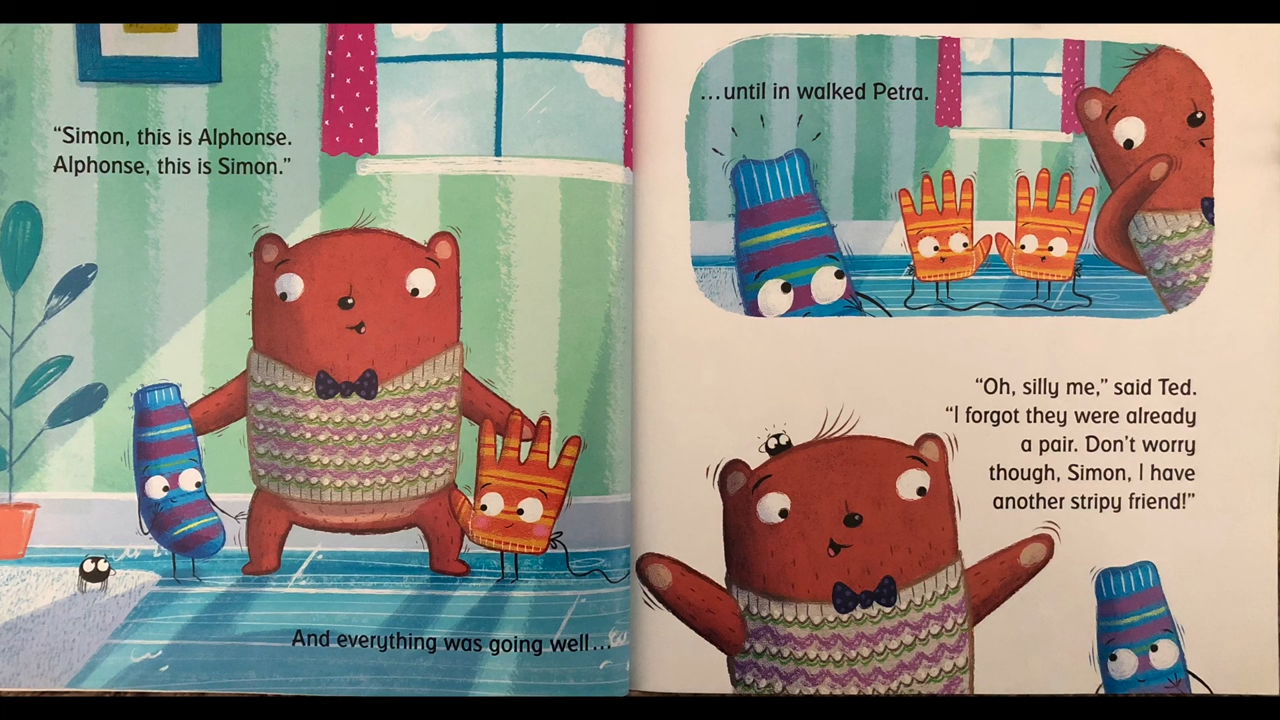 “Simon, this is Alphonse.
Alphonse, this is Simon.”
And everything was going well...
...until in walked Petra.
“Oh, silly me,” said Ted.
“I forgot they were already
a pair. Don’t worry
though, Simon, I have
another stripy friend!”